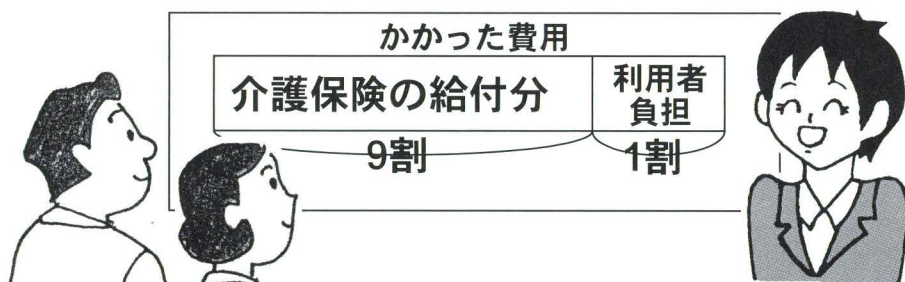 かかった費用
介護保険の給付分
利用者
負担
9割
1割